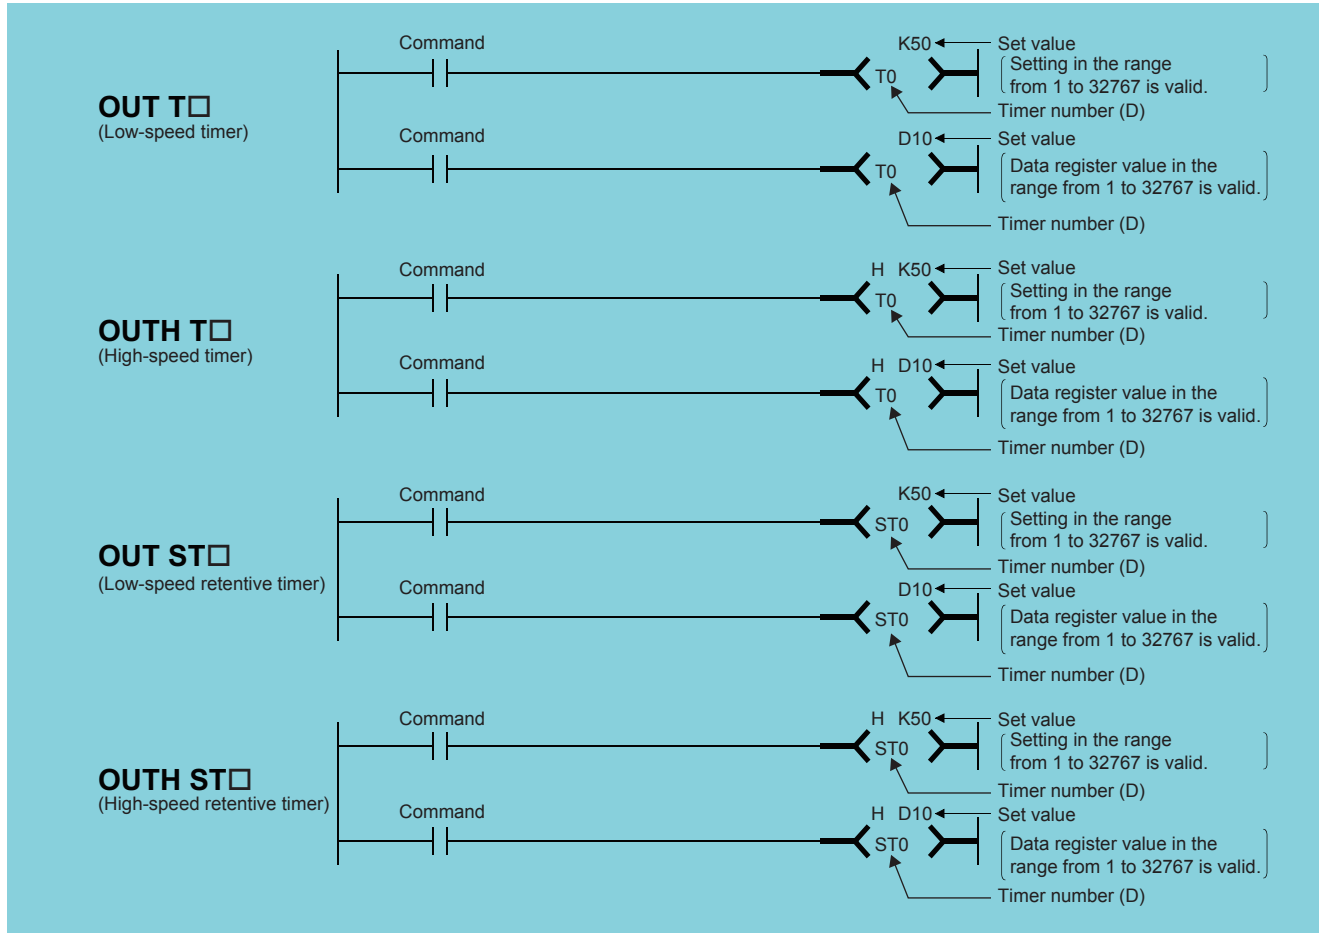 OUT T□
(Low-speed timer)
Command
K50
Set value
T0
Setting in the range
from 1 to 32767 is valid.
Timer number (D)
Command
D10
Set value
T0
Data register value in the
range from 1 to 32767 is valid.
Timer number (D)
OUTH T□
(High-speed timer)
Command
H K50
Set value
T0
Setting in the range
from 1 to 32767 is valid.
Timer number (D)
Command
H D10
Set value
T0
Data register value in the
range from 1 to 32767 is valid.
Timer number (D)
OUT ST□
(Low-speed retentive timer)
Command
K50
Set value
ST0
Setting in the range
from 1 to 32767 is valid.
Timer number (D)
Command
D10
Set value
ST0
Data register value in the
range from 1 to 32767 is valid.
Timer number (D)
OUTH ST□
(High-speed retentive timer)
Command
H K50
Set value
ST0
Setting in the range
from 1 to 32767 is valid.
Timer number (D)
Command
H D10
Set value
ST0
Data register value in the
range from 1 to 32767 is valid.
Timer number (D)